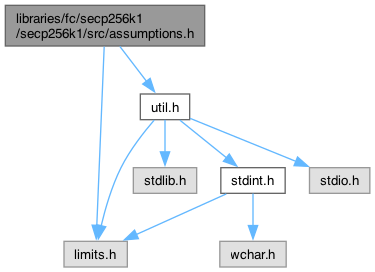 libraries/fc/secp256k1
/secp256k1/src/assumptions.h
util.h
stdlib.h
stdint.h
stdio.h
limits.h
wchar.h